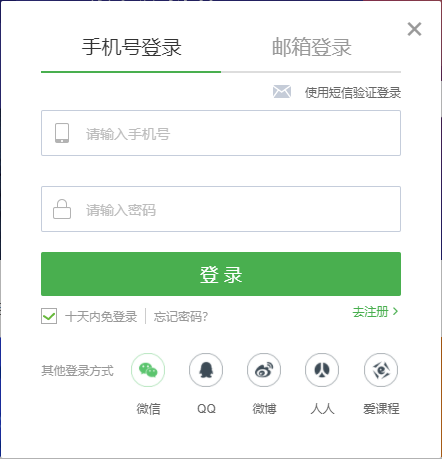 手机号登录 邮箱登录
使用短信验证登录
请输入手机号
请输入密码
登录
十天内免登录 忘记密码? 去注册
其他登录方式
微信 QQ 微博 人人 爱课程